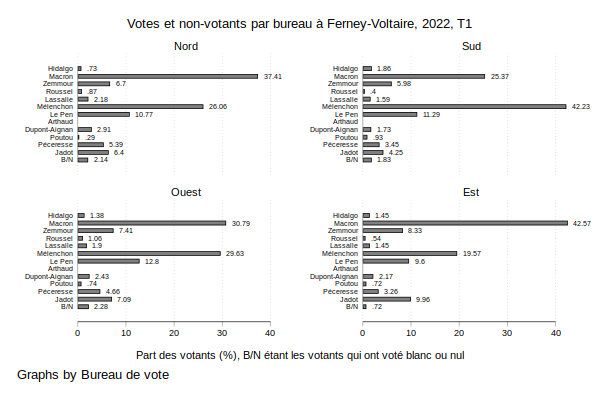 Votes et non-votants par bureau à Ferney-Voltaire, 2022, T1
Nord
Hidalgo .73
Macron 37.41
Zemmour 6.7
Roussel .87
Lassalle 2.18
Mélenchon 26.06
Le Pen 10.77
Arthaud
Dupont-Aignan 2.91
Poutou .29
Pécresse 5.39
Jadot 6.4
B/N 2.14
Sud
Hidalgo 1.86
Macron 25.37
Zemmour 5.98
Roussel .4
Lassalle 1.59
Mélenchon 42.23
Le Pen 11.29
Arthaud
Dupont-Aignan 1.73
Poutou .93
Pécresse 3.45
Jadot 4.25
B/N 1.83
Ouest
Hidalgo 1.38
Macron 30.79
Zemmour 7.41
Roussel 1.06
Lassalle 1.9
Mélenchon 29.63
Le Pen 12.8
Arthaud
Dupont-Aignan 2.43
Poutou .74
Pécresse 4.66
Jadot 7.09
B/N 2.28
0 10 20 30 40
Est
Hidalgo 1.45
Macron 42.57
Zemmour 8.33
Roussel .54
Lassalle 1.45
Mélenchon 19.57
Le Pen 9.6
Arthaud
Dupont-Aignan 2.17
Poutou .72
Pécresse 3.26
Jadot 9.96
B/N .72
0 10 20 30 40
Part des votants (%), B/N étant les votants qui ont voté blanc ou nul
Graphs by Bureau de vote